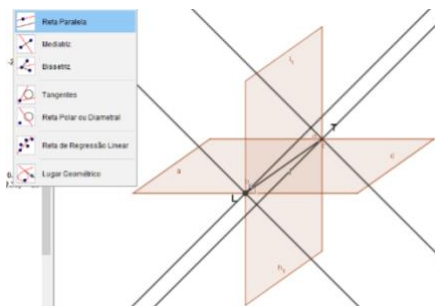 Reta Paralela
Mediatriz
Bissetriz
Tangentes
Reta Polar ou Diametral
Reta de Regressão Linear
Lugar Geométrico
T
a
c
L